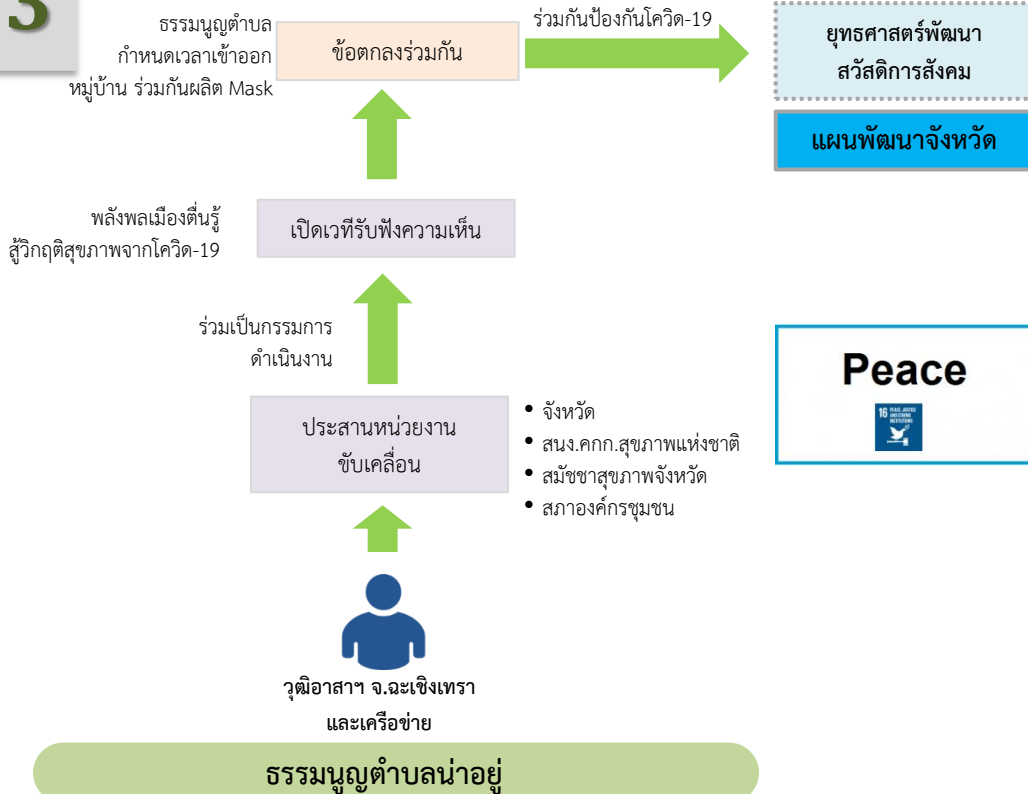 3
ธรรมนูญตำบล
กำหนดเวลาเข้าออก
หมู่บ้าน ร่วมกันผลิต Mask
ข้อตกลงร่วมกัน
ร่วมกันป้องกันโควิด-19
ยุทธศาสตร์พัฒนา
สวัสดิการสังคม
แผนพัฒนาจังหวัด
พลังพลเมืองตื่นรู้
สู้วิกฤติสุขภาพจากโควิด-19
เปิดเวทีรับฟังความเห็น
ร่วมเป็นกรรมการ
ดำเนินงาน
Peace
16 PEACE, JUSTICE
AND STRONG
INSTITUTIONS
ประสานหน่วยงาน
ขับเคลื่อน
• จังหวัด
• สนง.คกก.สุขภาพแห่งชาติ
• สมัชชาสุขภาพจังหวัด
• สภาองค์กรชุมชน
วุฒิอาสาฯ จ.ฉะเชิงเทรา
และเครือข่าย
ธรรมนูญตำบลน่าอยู่